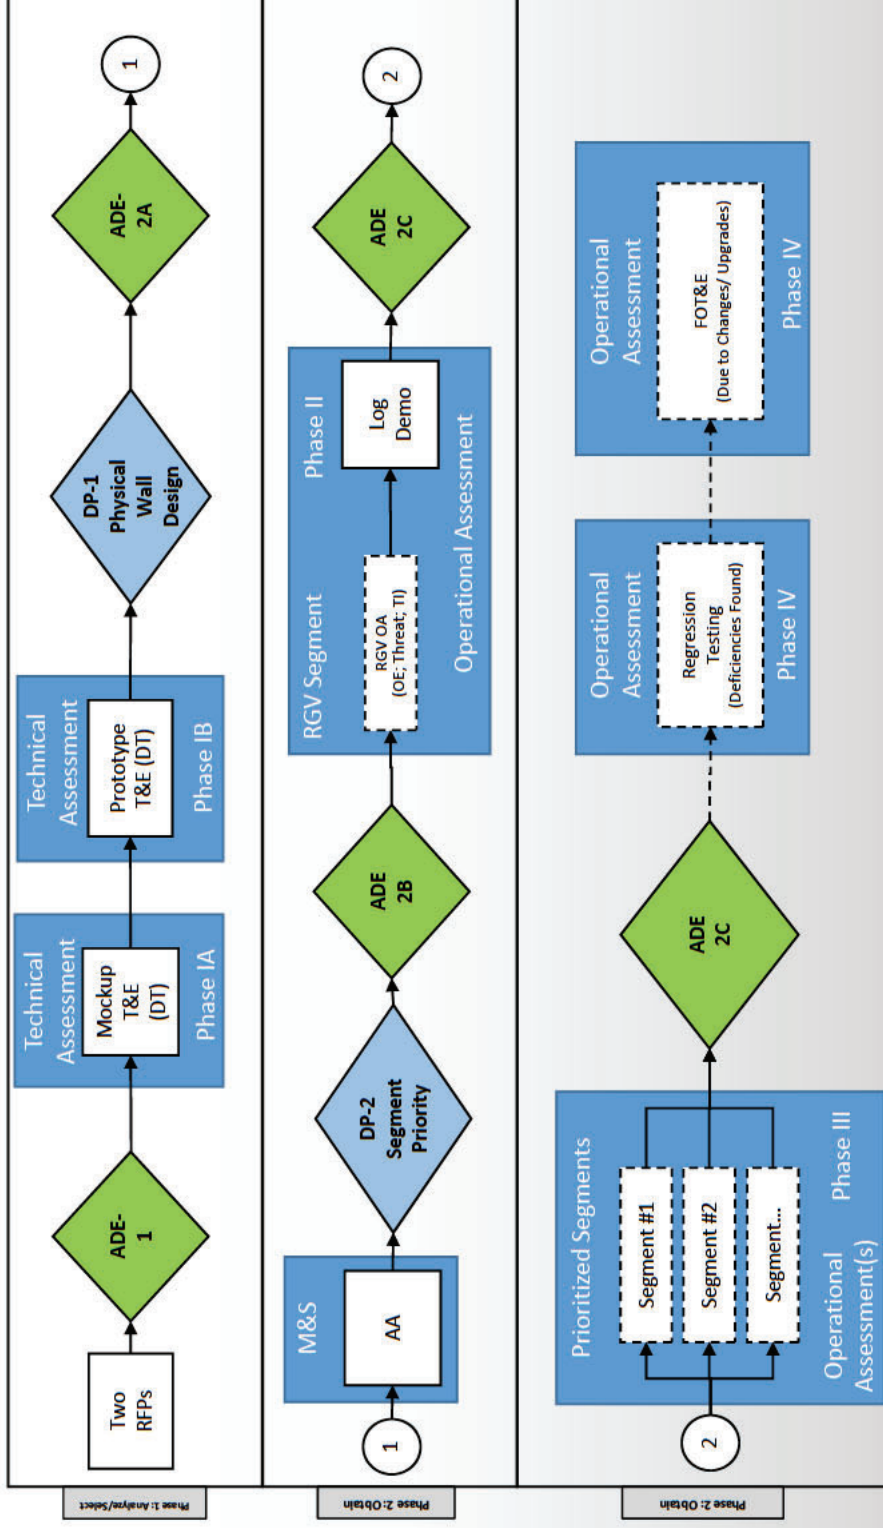 Phase 1: Analyze/Select
Two
RFPs
ADE-
1
Technical
Assessment
Mockup
T&E
(DT)
Phase IA
Technical
Assessment
Prototype
T&E (DT)
Phase IB
DP-1
Physical
Wall
Design
ADE-
2A
1
Phase 2: Obtain
1
M&S
AA
DP-2
Segment
Priority
ADE
2B
RGV Segment
Phase II
RGV OA
(OE; Threat; TI)
Log
Demo
Operational Assessment
ADE
2C
2
Phase 2: Obtain
2
Prioritized Segments
Segment #1
Segment #2
Segment...
Operational
Assessment(s)
Phase III
ADE
2C
Operational
Assessment
Regression
Testing
(Deficiencies Found)
Phase IV
Operational
Assessment
FOT&E
(Due to Changes/ Upgrades)
Phase IV